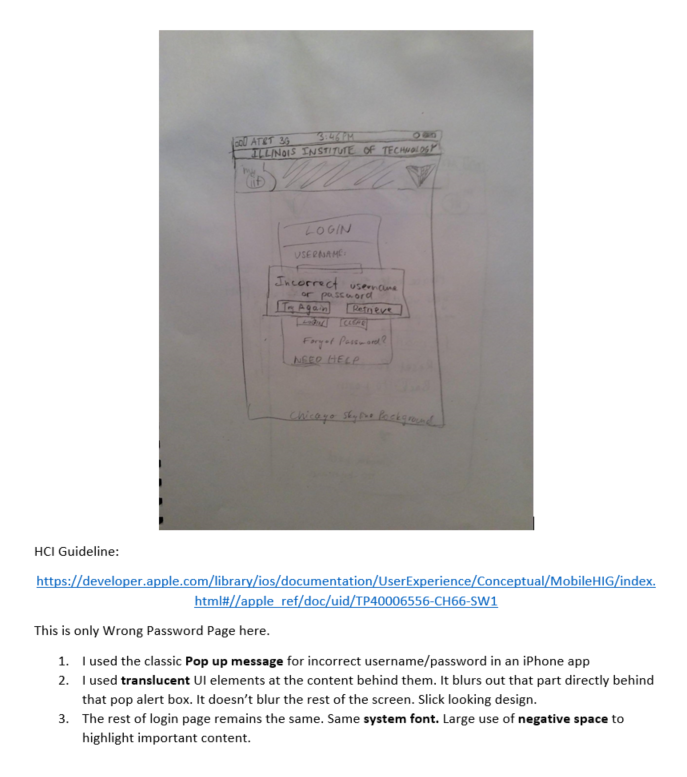 AT&T 3G 3:45 PM
ILLINOIS INSTITUTE OF TECHNOLOGY
LOGIN
USERNAME:
Incorrect username
or password
Try Again Retrieve
Forgot Password?
NEED HELP
Chicago Skyline Background
HCI Guideline:
https://developer.apple.com/library/ios/documentation/UserExperience/Conceptual/MobileHIG/index.
html#//apple_ref/doc/uid/TP40006556-CH66-SW1
This is only Wrong Password Page here.
1. I used the classic Pop up message for incorrect username/password in an iPhone app
2. I used translucent UI elements at the content behind them. It blurs out that part directly behind
that pop alert box. It doesn't blur the rest of the screen. Slick looking design.
3. The rest of login page remains the same. Same system font. Large use of negative space to
highlight important content.